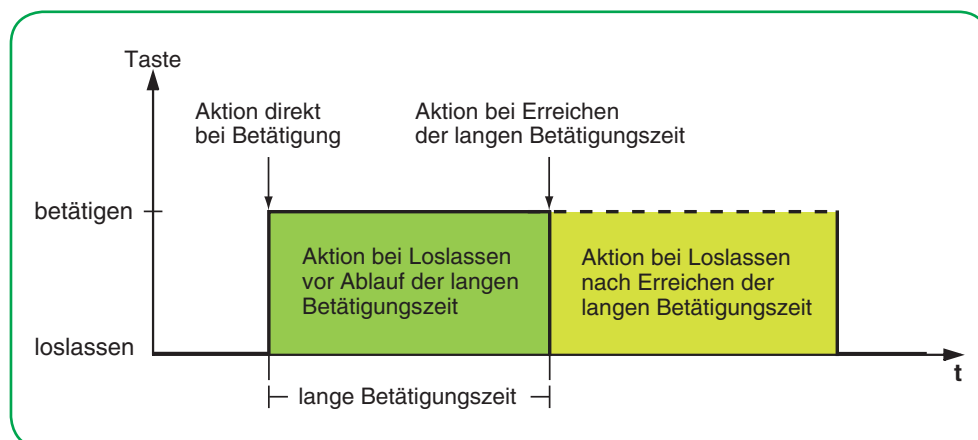 Taste
Aktion direkt
bei Betätigung
Aktion bei Erreichen
der langen Betätigungszeit
betätigen
Aktion bei Loslassen
vor Ablauf der langen
Betätigungszeit
Aktion bei Loslassen
nach Erreichen der
langen Betätigungszeit
loslassen
t
lange Betätigungszeit